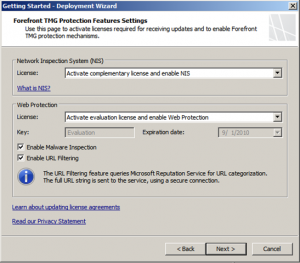 Getting Started - Deployment Wizard
Forefront TMG Protection Features Settings
Use this page to activate licenses required for receiving updates and to enable Forefront
TMG protection mechanisms.
Network Inspection System (NIS)
License: Activate complementary license and enable NIS
What is NIS?
Web Protection
License: Activate evaluation license and enable Web Protection
Key: Evaluation Expiration date: 9/ 1/2010
Enable Malware Inspection
Enable URL Filtering
The URL Filtering feature queries Microsoft Reputation Service for URL categorization.
The full URL string is sent to the service, using a secure connection.
Learn about updating license agreements
Read our Privacy Statement
< Back Next > Cancel